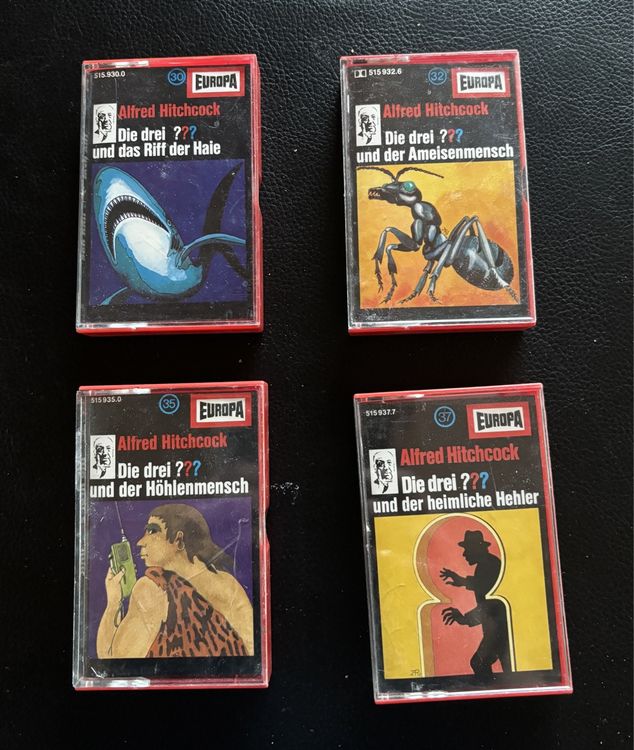 515.930.0
30
EUROPA
Alfred Hitchcock
Die drei ???
und das Riff der Haie
515 932.6
32
EUROPA
Alfred Hitchcock
Die drei ???
und der Ameisenmensch
515 935.0
35
EUROPA
Alfred Hitchcock
Die drei ???
und der Höhlenmensch
515 937.7
37
EUROPA
Alfred Hitchcock
Die drei ???
und der heimliche Hehler